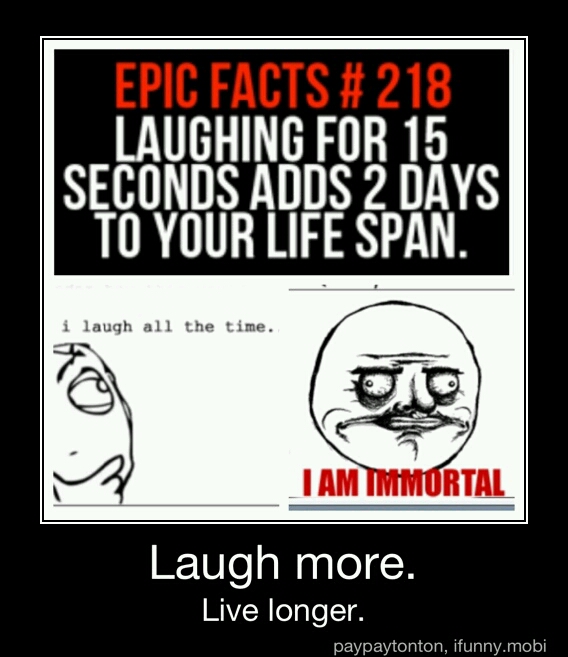 EPIC FACTS # 218
LAUGHING FOR 15
SECONDS ADDS 2 DAYS
TO YOUR LIFE SPAN.
i laugh all the time.
I AM IMMORTAL
Laugh more.
Live longer.
paypaytonton, ifunny.mobi